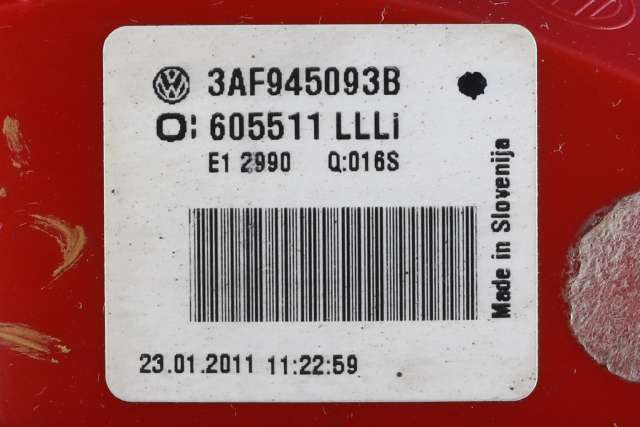 3AF945093B
O: 605511 LLLi
E1 2990 Q:016S
Made in Slovenija
23.01.2011 11:22:59